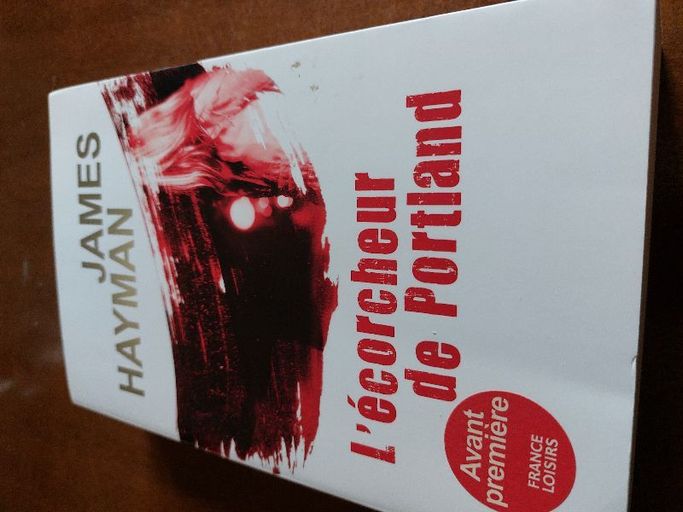 JAMES
HAYMAN
L'écorcheur
de Portland
Avant
première
FRANCE
LOISIRS